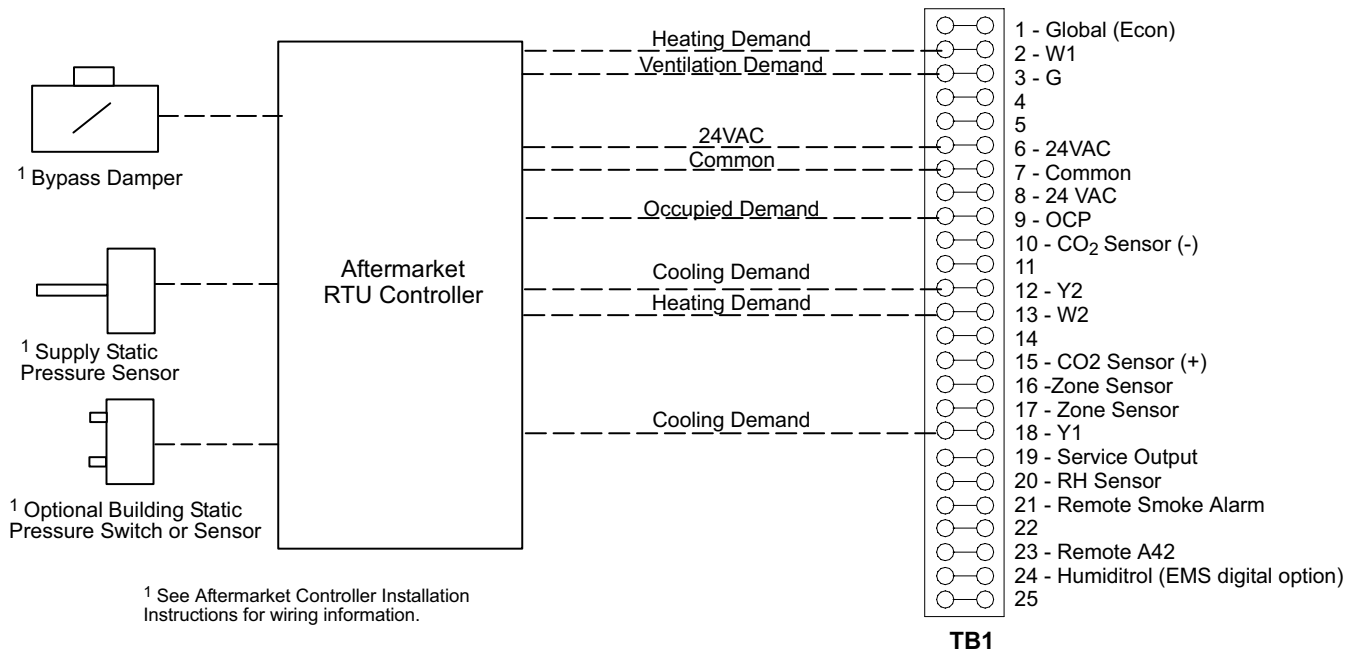 1 Bypass Damper
1 Supply Static
Pressure Sensor
1 Optional Building Static
Pressure Switch or Sensor
Aftermarket
RTU Controller
Heating Demand
Ventilation Demand
24VAC
Common
Occupied Demand
Cooling Demand
Heating Demand
Cooling Demand
1 - Global (Econ)
2 - W1
3 - G
4
5
6 - 24VAC
7 - Common
8 - 24 VAC
9 - OCP
10 - CO2 Sensor (-)
11
12 - Y2
13 - W2
14
15 - CO2 Sensor (+)
16 -Zone Sensor
17 - Zone Sensor
18 - Y1
19 - Service Output
20 - RH Sensor
21 - Remote Smoke Alarm
22
23 - Remote A42
24 - Humiditrol (EMS digital option)
25
TB1
1 See Aftermarket Controller Installation
Instructions for wiring information.